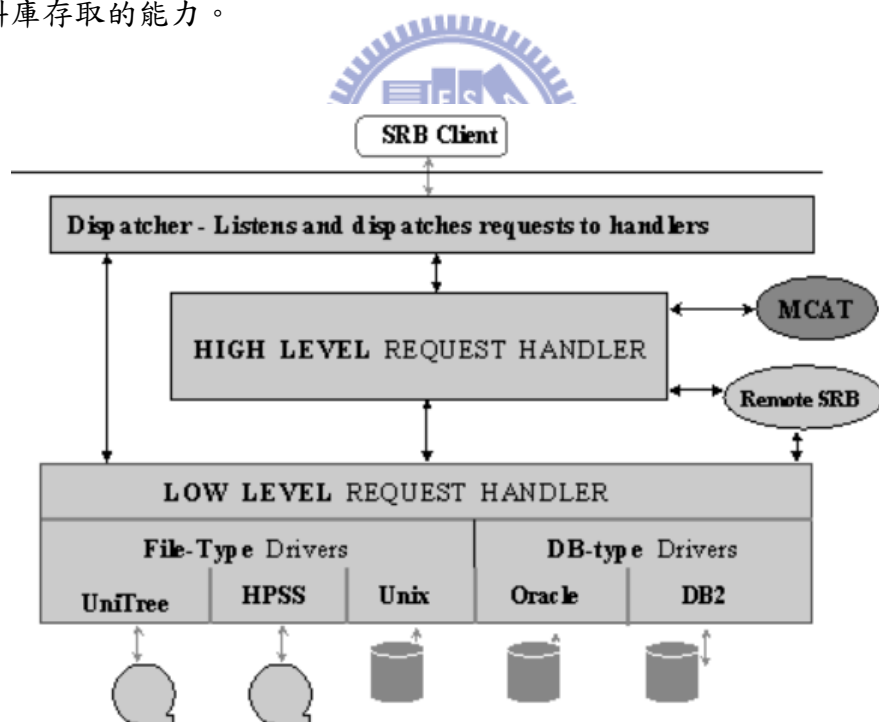 料庫存取的能力。
SRB Client
Dispatcher - Listens and dispatches requests to handlers
HIGH LEVEL REQUEST HANDLER
MCAT
Remote SRB
LOW LEVEL REQUEST HANDLER
File-Type Drivers
DB-type Drivers
UniTree
HPSS
Unix
Oracle
DB2